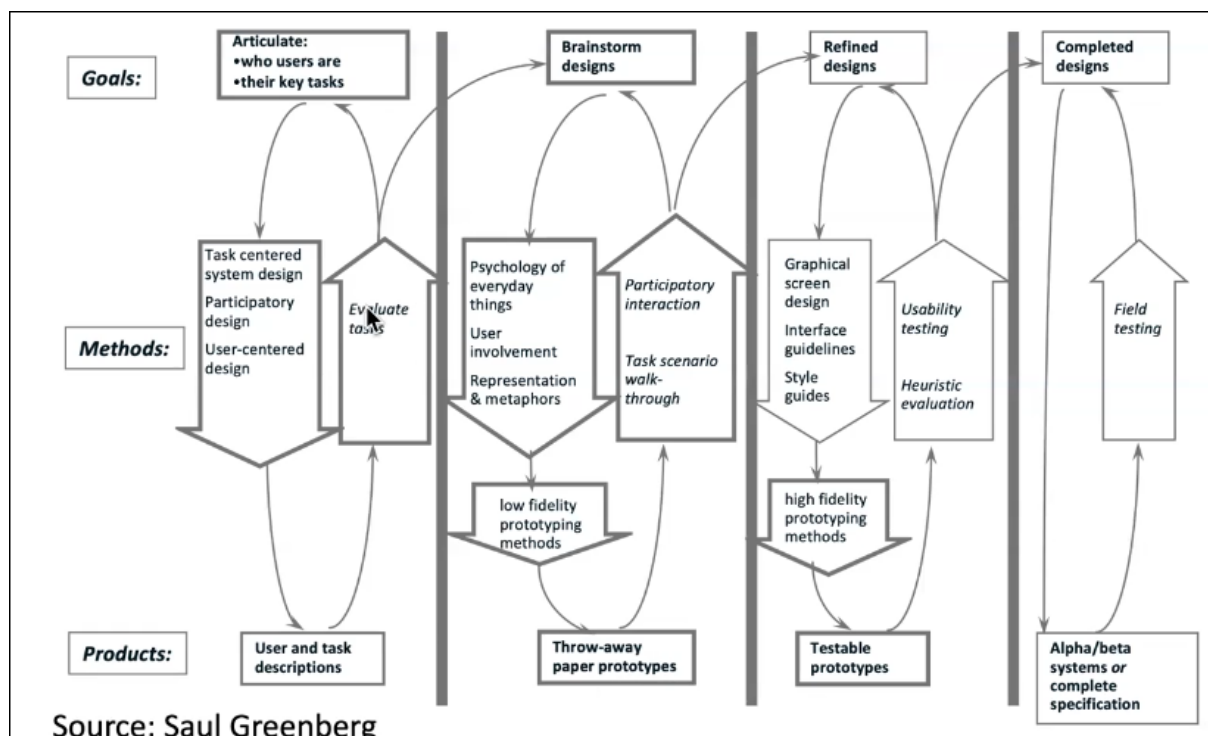 Goals:
Articulate:
•who users are
•their key tasks
Brainstorm
designs
Refined
designs
Completed
designs
Methods:
Task centered
system design
Participatory
design
User-centered
design
Evaluate
tasks
Psychology of
everyday
things
User
involvement
Representation
& metaphors
low fidelity
prototyping
methods
Participatory
interaction
Task scenario
walk-
through
Graphical
screen
design
Interface
guidelines
Style
guides
high fidelity
prototyping
methods
Usability
testing
Heuristic
evaluation
Field
testing
Products:
User and task
descriptions
Throw-away
paper prototypes
Testable
prototypes
Alpha/beta
systems or
complete
specification
Source: Saul Greenberg